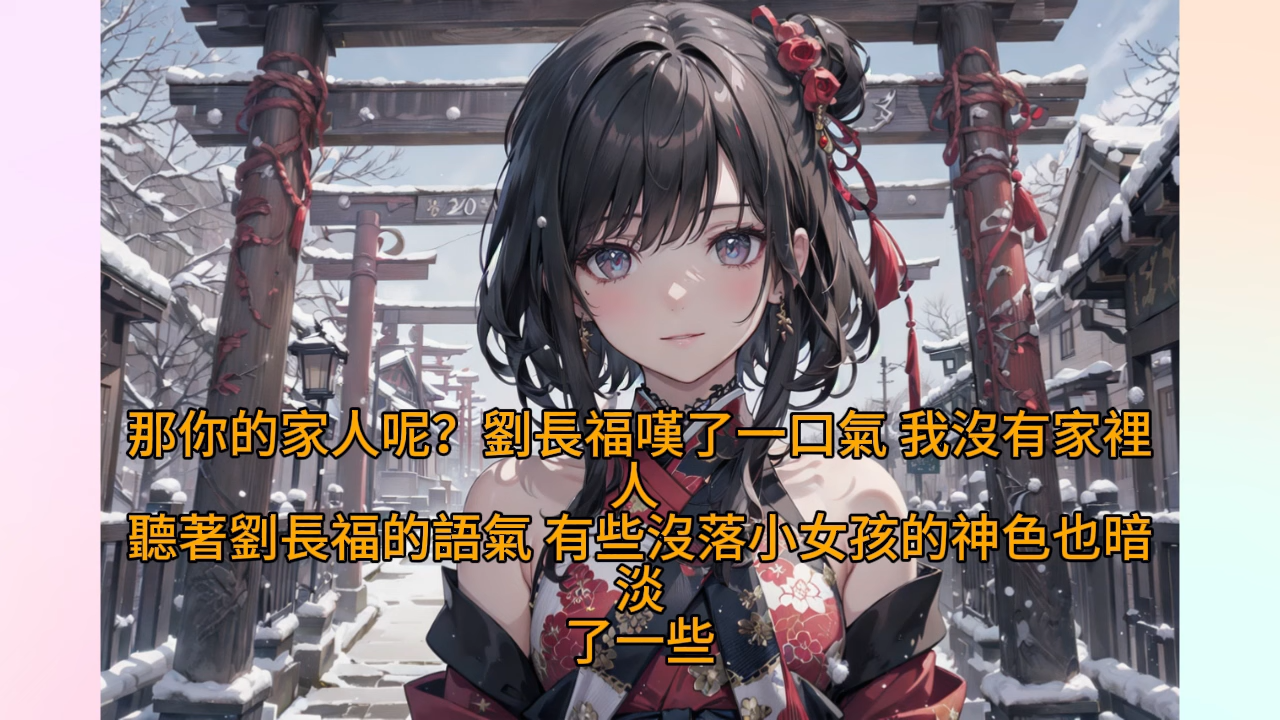 20
那你的家人呢？劉長福嘆了一口氣 我沒有家裡
人
聽著劉長福的語氣 有些沒落小女孩的神色也暗
淡
了一些